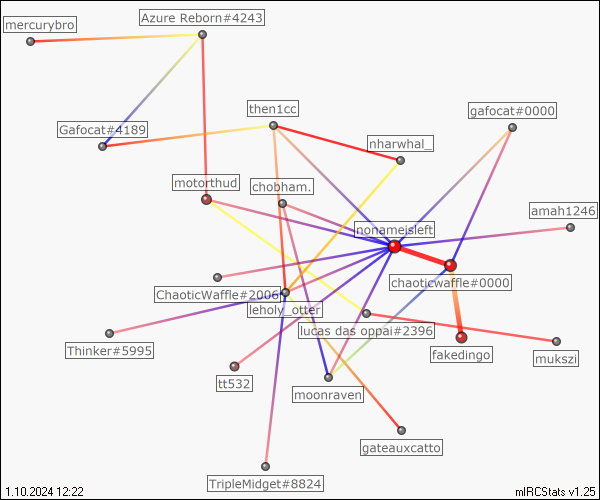 Azure Reborn#4243
mercurybro
then1cc
gafocat#0000
Gafocat#4189
nharwhal_
motorthud
chobham.
amah1246
nonameisleft
chaoticwaffle#0000
ChaoticWaffle#2006
leholy_otter
lucas das oppai#2396
Thinker#5995
fakedingo
mukszi
tt532
moonraven
gateauxcatto
TripleMidget#8824
1.10.2024 12:22
mIRCStats v1.25